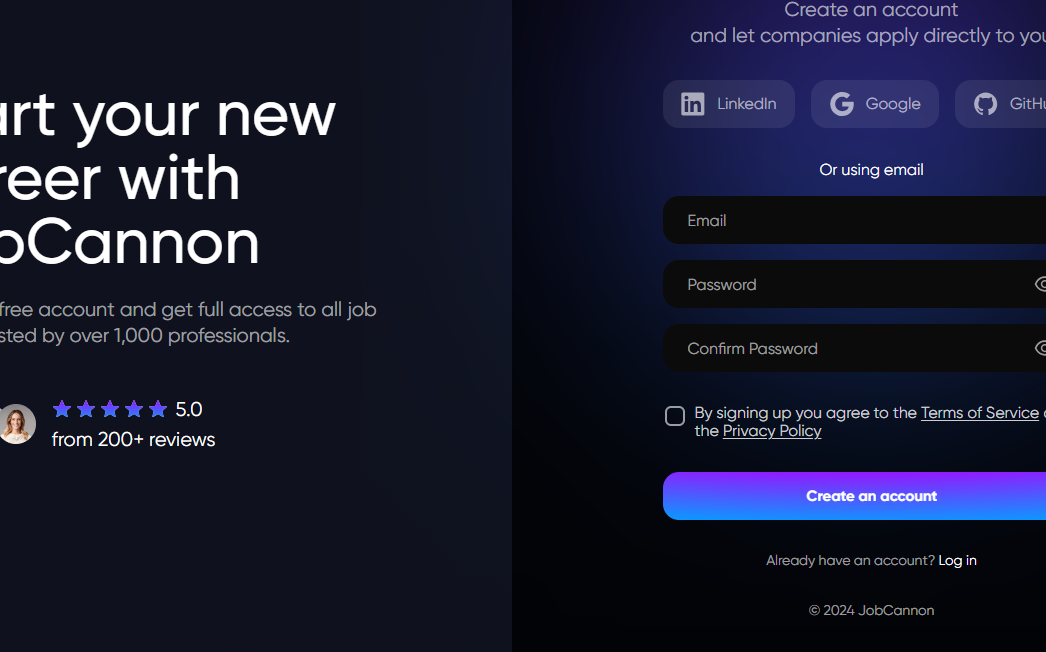 art your new
reer with
bCannon
free account and get full access to all job
sted by over 1,000 professionals.
5.0
from 200+ reviews
Create an account
and let companies apply directly to you
LinkedIn
Google
GitHu
Or using email
Email
Password
Confirm Password
By signing up you agree to the Terms of Service
the Privacy Policy
Create an account
Already have an account? Log in
© 2024 JobCannon